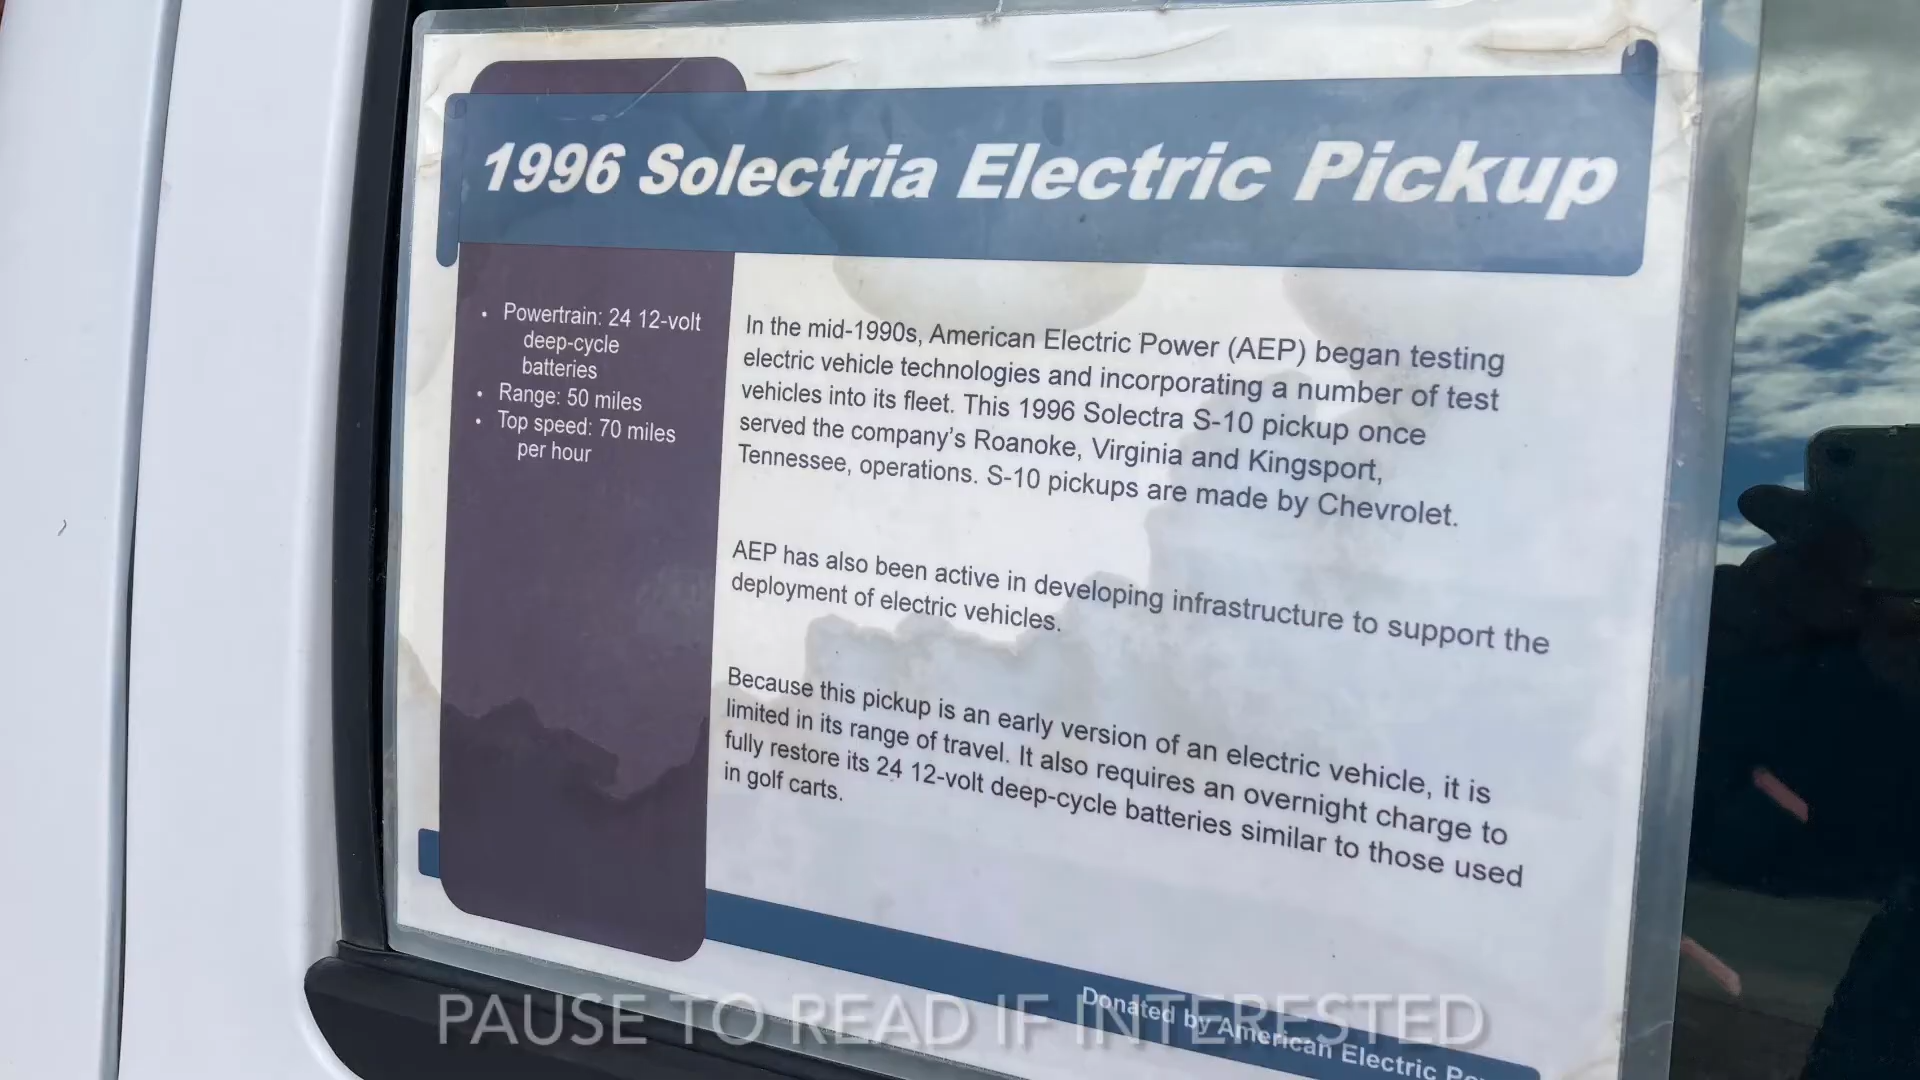 1996 Solectria Electric Pickup
• Powertrain: 24 12-volt
deep-cycle
batteries
• Range: 50 miles
• Top speed: 70 miles
per hour
In the mid-1990s, American Electric Power (AEP) began testing
electric vehicle technologies and incorporating a number of test
vehicles into its fleet. This 1996 Solectra S-10 pickup once
served the company's Roanoke, Virginia and Kingsport,
Tennessee, operations. S-10 pickups are made by Chevrolet.
AEP has also been active in developing infrastructure to support the
deployment of electric vehicles.
Because this pickup is an early version of an electric vehicle, it is
limited in its range of travel. It also requires an overnight charge to
fully restore its 24 12-volt deep-cycle batteries similar to those used
in golf carts.
Donated by American Electric
PAUSE TO READ IF INTERESTED